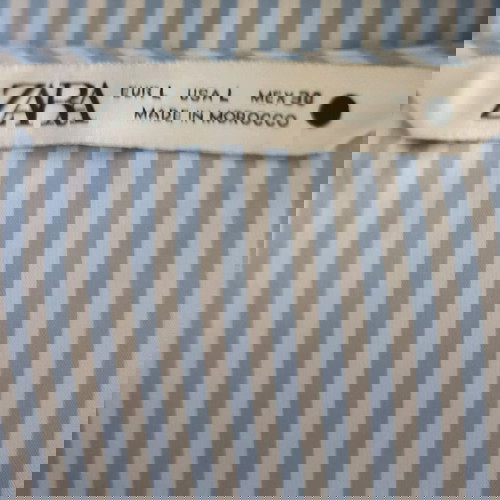 ZARA
EUR L USA L MEX 30
MADE IN MOROCCO